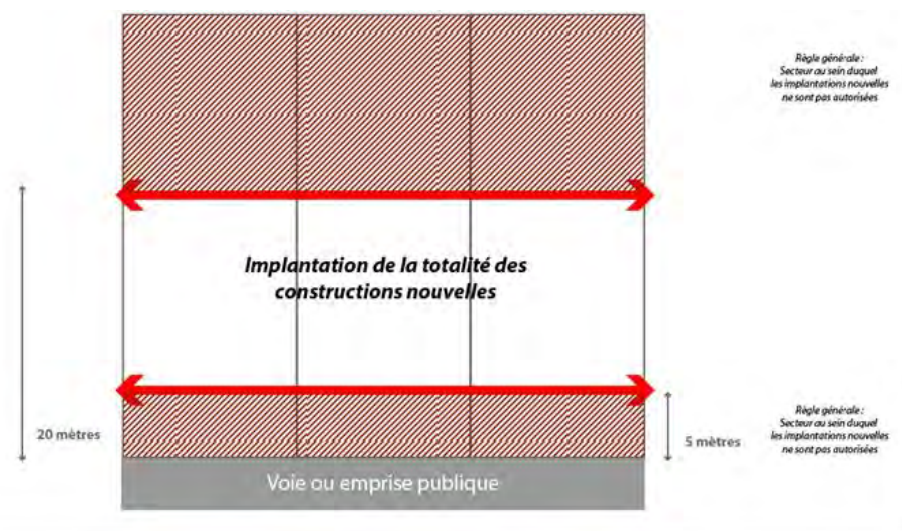 Règle générale :
Secteur au sein duquel
les implantations nouvelles
ne sont pas autorisées
Implantation de la totalité des
constructions nouvelles
20 mètres
5 mètres
Règle générale :
Secteur au sein duquel
les implantations nouvelles
ne sont pas autorisées
Voie ou emprise publique